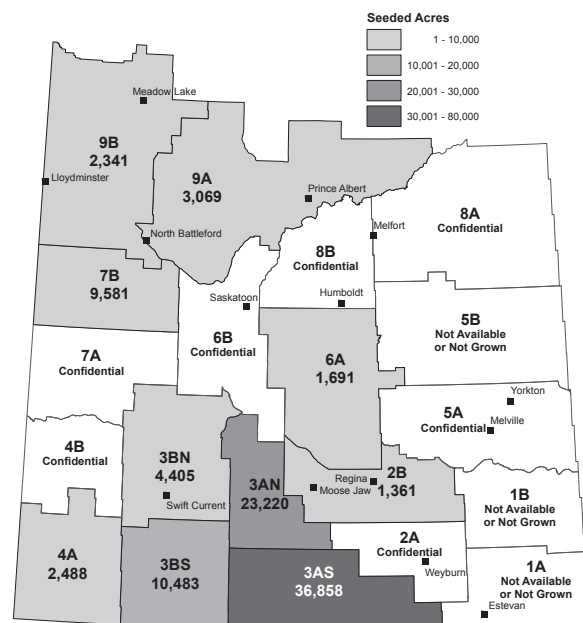 Seeded Acres
1 - 10,000
10,001 - 20,000
20,001 - 30,000
30,001 - 80,000
Meadow Lake
9B
2,341
Lloydminster
9A
3,069
Prince Albert
North Battleford
8A
Confidential
Melfort
8B
Confidential
Humboldt
7B
9,581
Saskatoon
6B
Confidential
5B
Not Available
or Not Grown
7A
Confidential
6A
1,691
Yorkton
5A
Confidential
Melville
4B
Confidential
3BN
4,405
Swift Current
3AN
23,220
Regina
Moose Jaw
2B
1,361
1B
Not Available
or Not Grown
4A
2,488
3BS
10,483
3AS
36,858
2A
Confidential
Weyburn
1A
Not Available
or Not Grown
Estevan